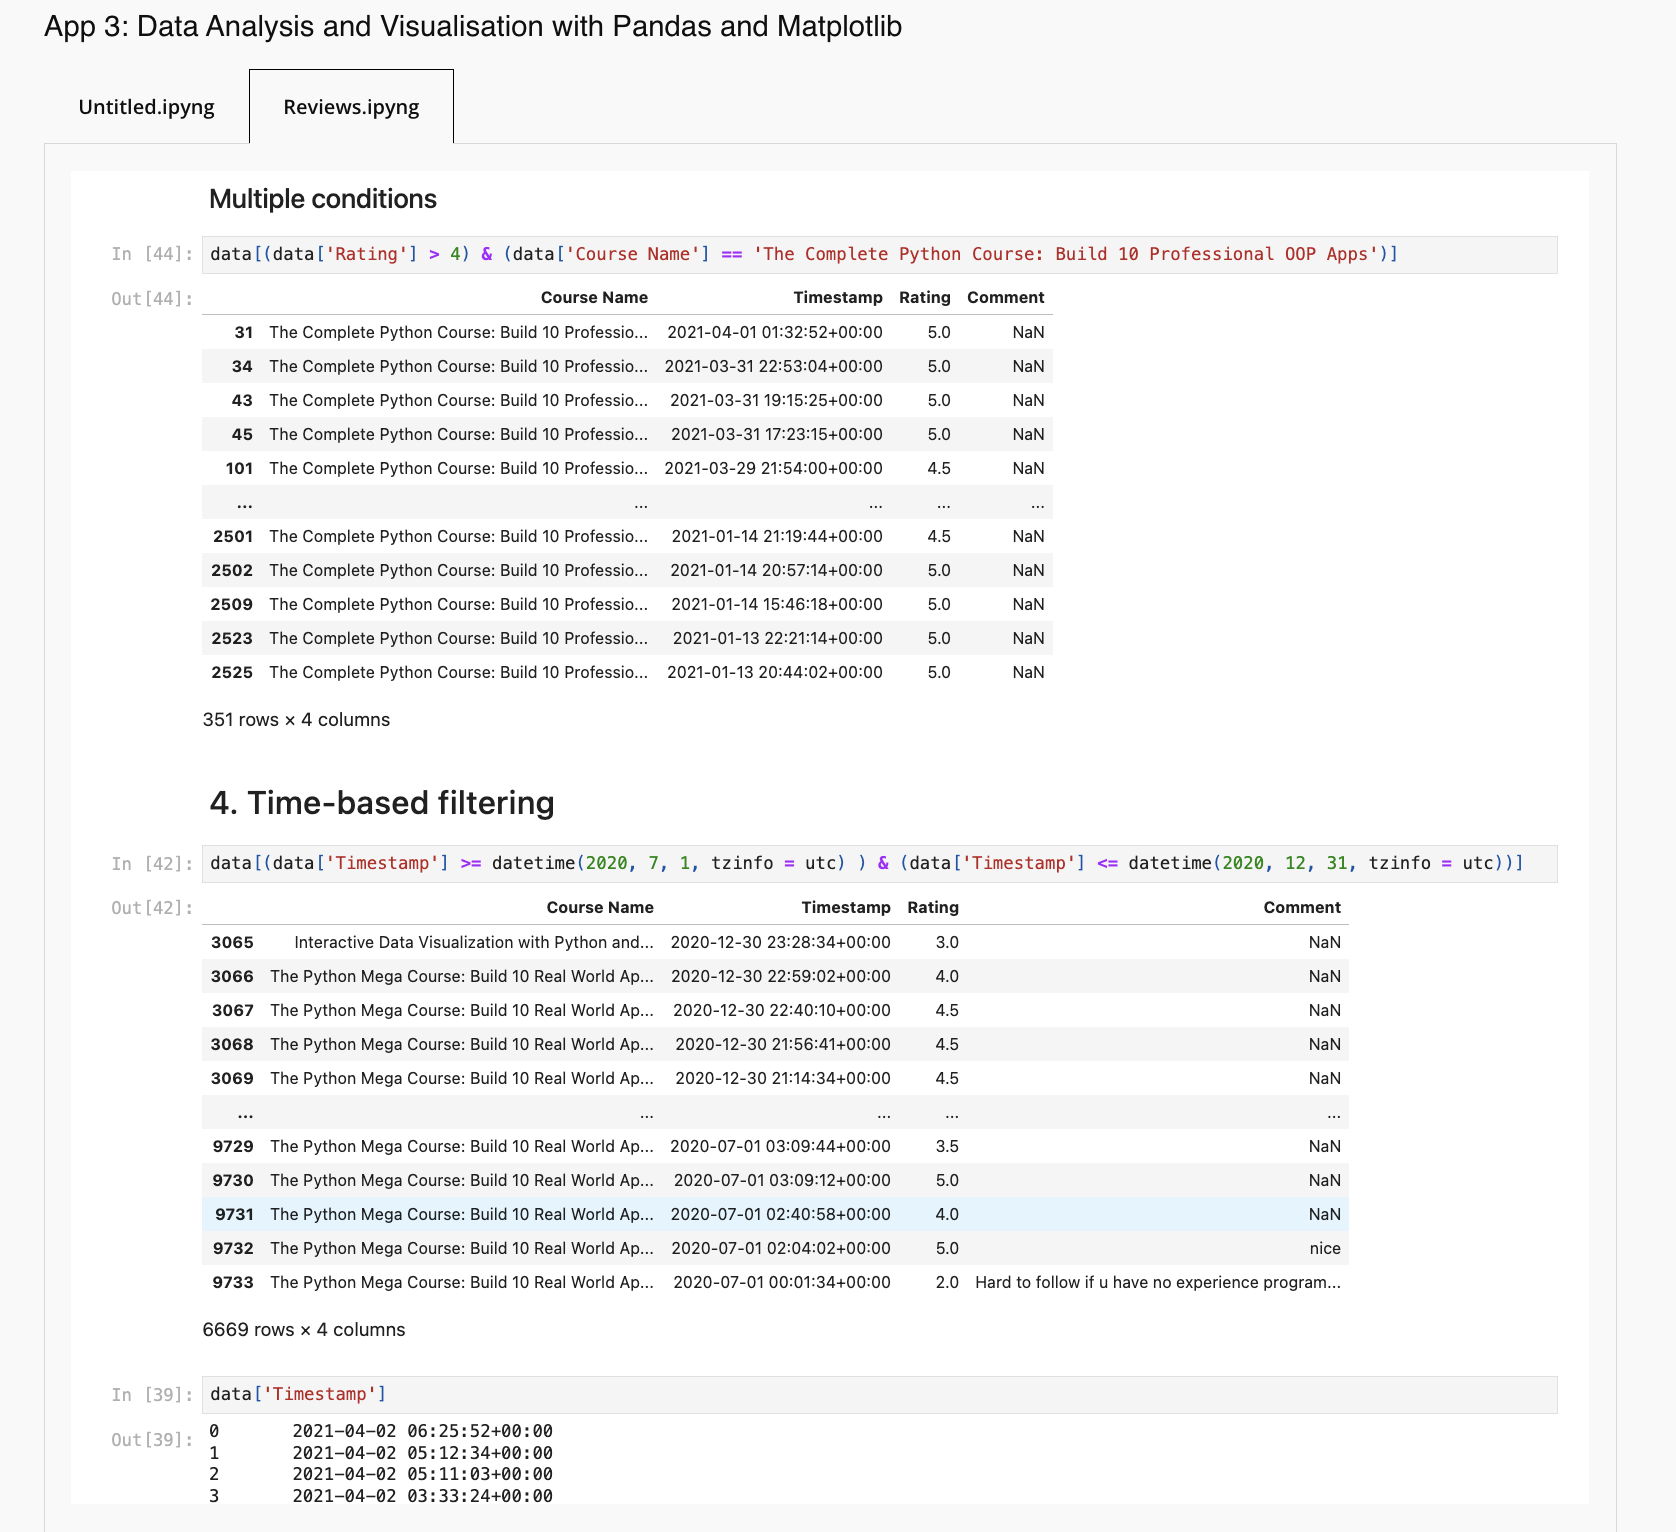 App 3: Data Analysis and Visualisation with Pandas and Matplotlib
Untitled.ipyng Reviews.ipyng
Multiple conditions
In [44]: data[(data['Rating'] > 4) & (data['Course Name'] == 'The Complete Python Course: Build 10 Professional OOP Apps')]
Out[44]: Course Name Timestamp Rating Comment
31 The Complete Python Course: Build 10 Professio... 2021-04-01 01:32:52+00:00 5.0 NaN
34 The Complete Python Course: Build 10 Professio... 2021-03-31 22:53:04+00:00 5.0 NaN
43 The Complete Python Course: Build 10 Professio... 2021-03-31 19:15:25+00:00 5.0 NaN
45 The Complete Python Course: Build 10 Professio... 2021-03-31 17:23:15+00:00 5.0 NaN
101 The Complete Python Course: Build 10 Professio... 2021-03-29 21:54:00+00:00 4.5 NaN
... ... ... ... ...
2501 The Complete Python Course: Build 10 Professio... 2021-01-14 21:19:44+00:00 4.5 NaN
2502 The Complete Python Course: Build 10 Professio... 2021-01-14 20:57:14+00:00 5.0 NaN
2509 The Complete Python Course: Build 10 Professio... 2021-01-14 15:46:18+00:00 5.0 NaN
2523 The Complete Python Course: Build 10 Professio... 2021-01-13 22:21:14+00:00 5.0 NaN
2525 The Complete Python Course: Build 10 Professio... 2021-01-13 20:44:02+00:00 5.0 NaN
351 rows × 4 columns
4. Time-based filtering
In [42]: data[(data['Timestamp'] >= datetime(2020, 7, 1, tzinfo = utc) ) & (data['Timestamp'] <= datetime(2020, 12, 31, tzinfo = utc))]
Out[42]: Course Name Timestamp Rating Comment
3065 Interactive Data Visualization with Python and... 2020-12-30 23:28:34+00:00 3.0 NaN
3066 The Python Mega Course: Build 10 Real World Ap... 2020-12-30 22:59:02+00:00 4.0 NaN
3067 The Python Mega Course: Build 10 Real World Ap... 2020-12-30 22:40:10+00:00 4.5 NaN
3068 The Python Mega Course: Build 10 Real World Ap... 2020-12-30 21:56:41+00:00 4.5 NaN
3069 The Python Mega Course: Build 10 Real World Ap... 2020-12-30 21:14:34+00:00 4.5 NaN
... ... ... ... ...
9729 The Python Mega Course: Build 10 Real World Ap... 2020-07-01 03:09:44+00:00 3.5 NaN
9730 The Python Mega Course: Build 10 Real World Ap... 2020-07-01 03:09:12+00:00 5.0 NaN
9731 The Python Mega Course: Build 10 Real World Ap... 2020-07-01 02:40:58+00:00 4.0 NaN
9732 The Python Mega Course: Build 10 Real World Ap... 2020-07-01 02:04:02+00:00 5.0 nice
9733 The Python Mega Course: Build 10 Real World Ap... 2020-07-01 00:01:34+00:00 2.0 Hard to follow if u have no experience program...
6669 rows × 4 columns
In [39]: data['Timestamp']
Out[39]: 0 2021-04-02 06:25:52+00:00
1 2021-04-02 05:12:34+00:00
2 2021-04-02 05:11:03+00:00
3 2021-04-02 03:33:24+00:00